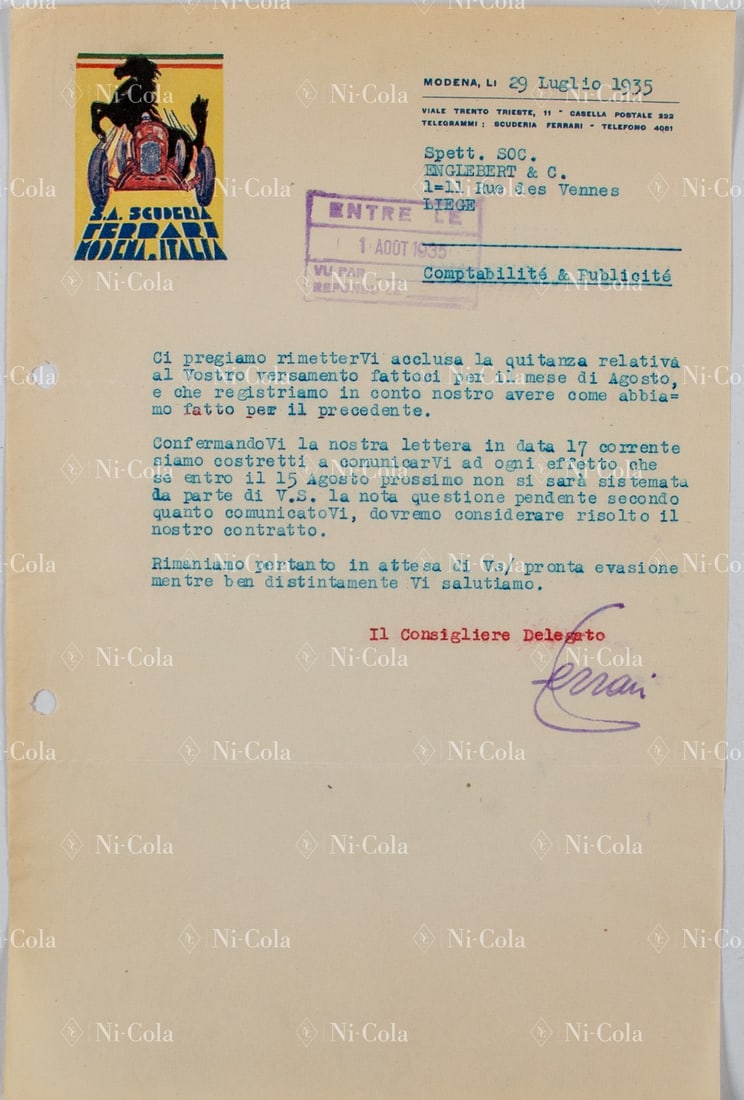 S.A. SCUDERIA
FERRARI
MODENA. ITALIA
MODENA, LI 29 Luglio 1935
VIALE TRENTO TRIESTE, 11 - CASELLA POSTALE 292
TELEGRAMMI: SCUDERIA FERRARI - TELEFONO 4081
Spett. SOC.
ENGLEBERT & C.
1=11 Rue des Vennes
LIEGE
ENTRE LE
1 AOUT 1935
VU PAR
Comptabilité & Publicité
Ci pregiamo rimetterVi acclusa la quitanza relativa
al Vostro versamento fattoci per il mese di Agosto,
e che registriamo in conto nostro avere come abbia=
mo fatto per il precedente.
ConfermandoVi la nostra lettera in data 17 corrente
siamo costretti a comunicarVi ad ogni effetto che
se entro il 15 Agosto prossimo non si sarà sistemata
da parte di V.S. la nota questione pendente secondo
quanto comunicatoVi, dovremo considerare risolto il
nostro contratto.
Rimaniamo pertanto in attesa di Vs/ pronta evasione
mentre ben distintamente Vi salutiamo.
Il Consigliere Delegato
Ferrari
Ni-Cola